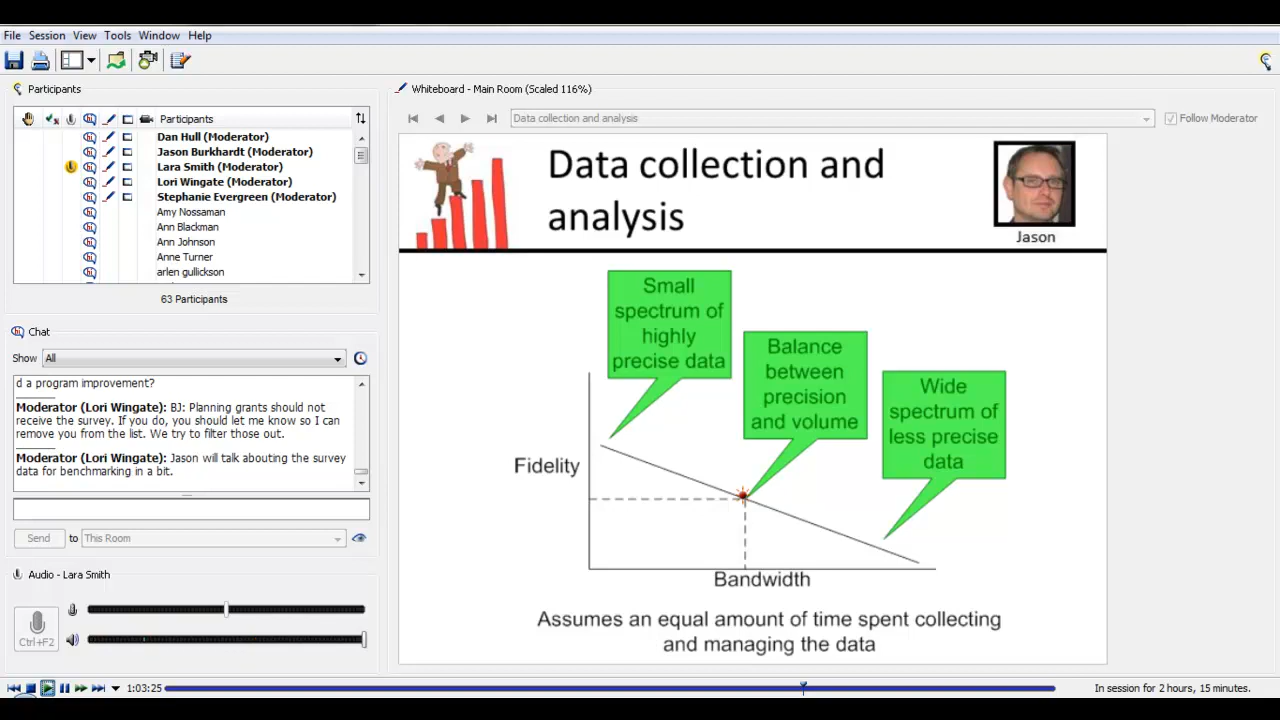 File Session View Tools Window Help
Participants
Participants
Dan Hull (Moderator)
Jason Burkhardt (Moderator)
Lara Smith (Moderator)
Lori Wingate (Moderator)
Stephanie Evergreen (Moderator)
Amy Nossaman
Ann Blackman
Ann Johnson
Anne Turner
arlen gullickson
63 Participants
Chat
Show All
d a program improvement?
Moderator (Lori Wingate): BJ: Planning grants should not
receive the survey. If you do, you should let me know so I can
remove you from the list. We try to filter those out.
Moderator (Lori Wingate): Jason will talk abouting the survey
data for benchmarking in a bit.
Send to This Room
Audio - Lara Smith
Ctrl+F2
Whiteboard - Main Room (Scaled 116%)
Data collection and analysis
Follow Moderator
Data collection and
analysis
Jason
Small
spectrum of
highly
precise data
Balance
between
precision
and volume
Wide
spectrum of
less precise
data
Fidelity
Bandwidth
Assumes an equal amount of time spent collecting
and managing the data
1:03:25
In session for 2 hours, 15 minutes.